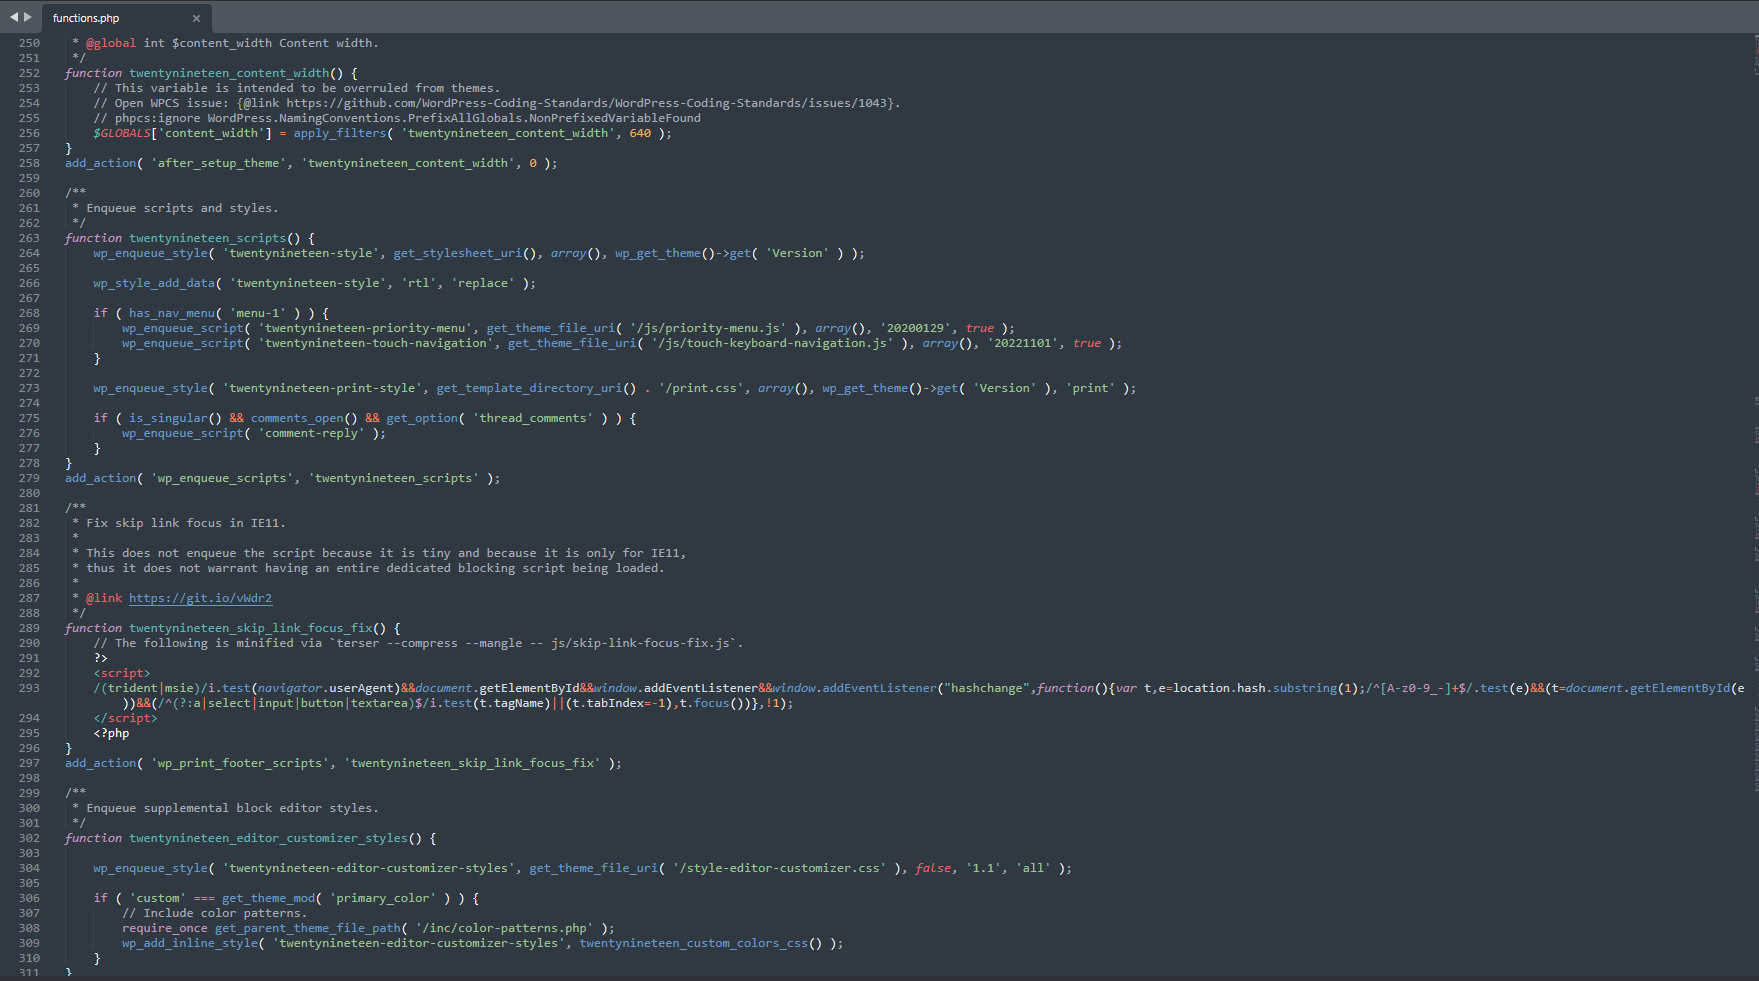 functions.php
250 * @global int $content_width Content width.
251 */
252 function twentynineteen_content_width() {
253 // This variable is intended to be overruled from themes.
254 // Open WPCS issue: {@link https://github.com/WordPress-Coding-Standards/WordPress-Coding-Standards/issues/1043}.
255 // phpcs:ignore WordPress.NamingConventions.PrefixAllGlobals.NonPrefixedVariableFound
256 $GLOBALS['content_width'] = apply_filters( 'twentynineteen_content_width', 640 );
257 }
258 add_action( 'after_setup_theme', 'twentynineteen_content_width', 0 );
259
260 /**
261 * Enqueue scripts and styles.
262 */
263 function twentynineteen_scripts() {
264 wp_enqueue_style( 'twentynineteen-style', get_stylesheet_uri(), array(), wp_get_theme()->get( 'Version' ) );
265
266 wp_style_add_data( 'twentynineteen-style', 'rtl', 'replace' );
267
268 if ( has_nav_menu( 'menu-1' ) ) {
269 wp_enqueue_script( 'twentynineteen-priority-menu', get_theme_file_uri( '/js/priority-menu.js' ), array(), '20200129', true );
270 wp_enqueue_script( 'twentynineteen-touch-navigation', get_theme_file_uri( '/js/touch-keyboard-navigation.js' ), array(), '20221101', true );
271 }
272
273 wp_enqueue_style( 'twentynineteen-print-style', get_template_directory_uri() . '/print.css', array(), wp_get_theme()->get( 'Version' ), 'print' );
274
275 if ( is_singular() && comments_open() && get_option( 'thread_comments' ) ) {
276 wp_enqueue_script( 'comment-reply' );
277 }
278 }
279 add_action( 'wp_enqueue_scripts', 'twentynineteen_scripts' );
280
281 /**
282 * Fix skip link focus in IE11.
283 *
284 * This does not enqueue the script because it is tiny and because it is only for IE11,
285 * thus it does not warrant having an entire dedicated blocking script being loaded.
286 *
287 * @link https://git.io/vWdr2
288 */
289 function twentynineteen_skip_link_focus_fix() {
290 // The following is minified via `terser --compress --mangle -- js/skip-link-focus-fix.js`.
291 ?>
292 <script>
293 /(trident|msie)/i.test(navigator.userAgent)&&document.getElementById&&window.addEventListener&&window.addEventListener("hashchange",function(){var t,e=location.hash.substring(1);/^[A-z0-9_-]+$/.test(e)&&(t=document.getElementById(e
))&&(/^(?:a|select|input|button|textarea)$/i.test(t.tagName)||(t.tabIndex=-1),t.focus())},!1);
294 </script>
295 <?php
296 }
297 add_action( 'wp_print_footer_scripts', 'twentynineteen_skip_link_focus_fix' );
298
299 /**
300 * Enqueue supplemental block editor styles.
301 */
302 function twentynineteen_editor_customizer_styles() {
303
304 wp_enqueue_style( 'twentynineteen-editor-customizer-styles', get_theme_file_uri( '/style-editor-customizer.css' ), false, '1.1', 'all' );
305
306 if ( 'custom' === get_theme_mod( 'primary_color' ) ) {
307 // Include color patterns.
308 require_once get_parent_theme_file_path( '/inc/color-patterns.php' );
309 wp_add_inline_style( 'twentynineteen-editor-customizer-styles', twentynineteen_custom_colors_css() );
310 }
311 }